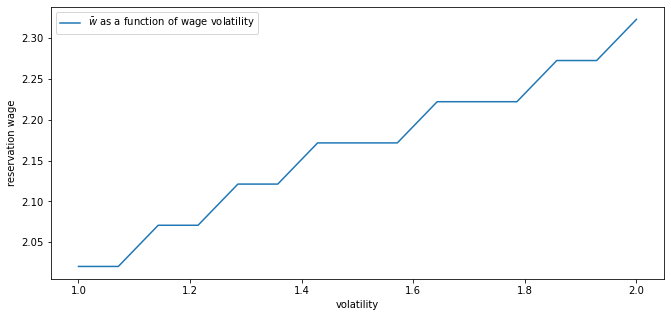 w̄ as a function of wage volatility
reservation wage
2.30
2.25
2.20
2.15
2.10
2.05
1.0 1.2 1.4 1.6 1.8 2.0
volatility